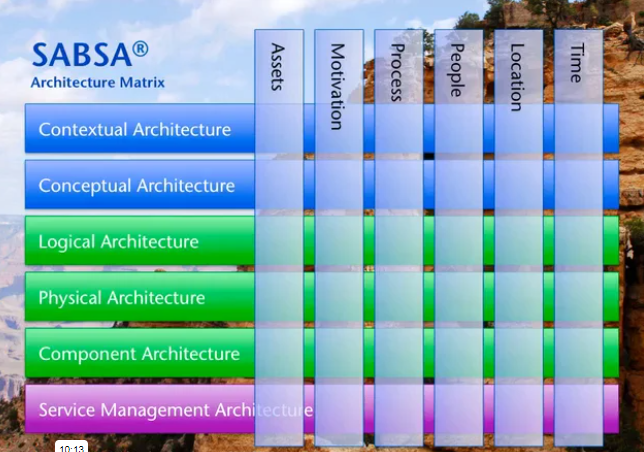 SABSA®
Architecture Matrix
Assets
Motivation
Process
People
Location
Time
Contextual Architecture
Conceptual Architecture
Logical Architecture
Physical Architecture
Component Architecture
Service Management Architecture
10:13